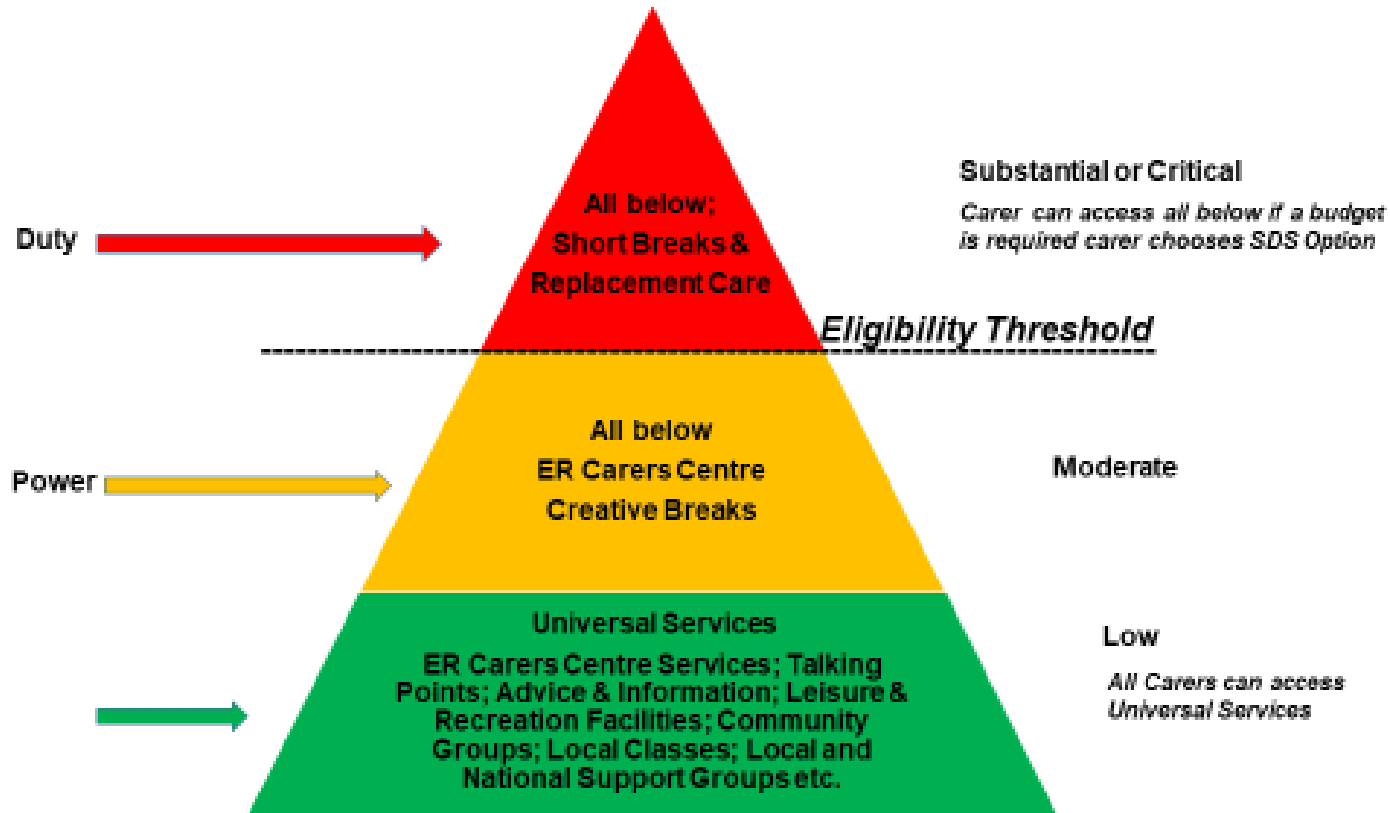 All below;
Short Breaks &
Replacement Care
Duty
Substantial or Critical
Carer can access all below if a budget
is required carer chooses SDS Option
Eligibility Threshold
All below
ER Carers Centre
Creative Breaks
Power
Moderate
Universal Services
ER Carers Centre Services; Talking
Points; Advice & Information; Leisure &
Recreation Facilities; Community
Groups; Local Classes; Local and
National Support Groups etc.
Low
All Carers can access
Universal Services